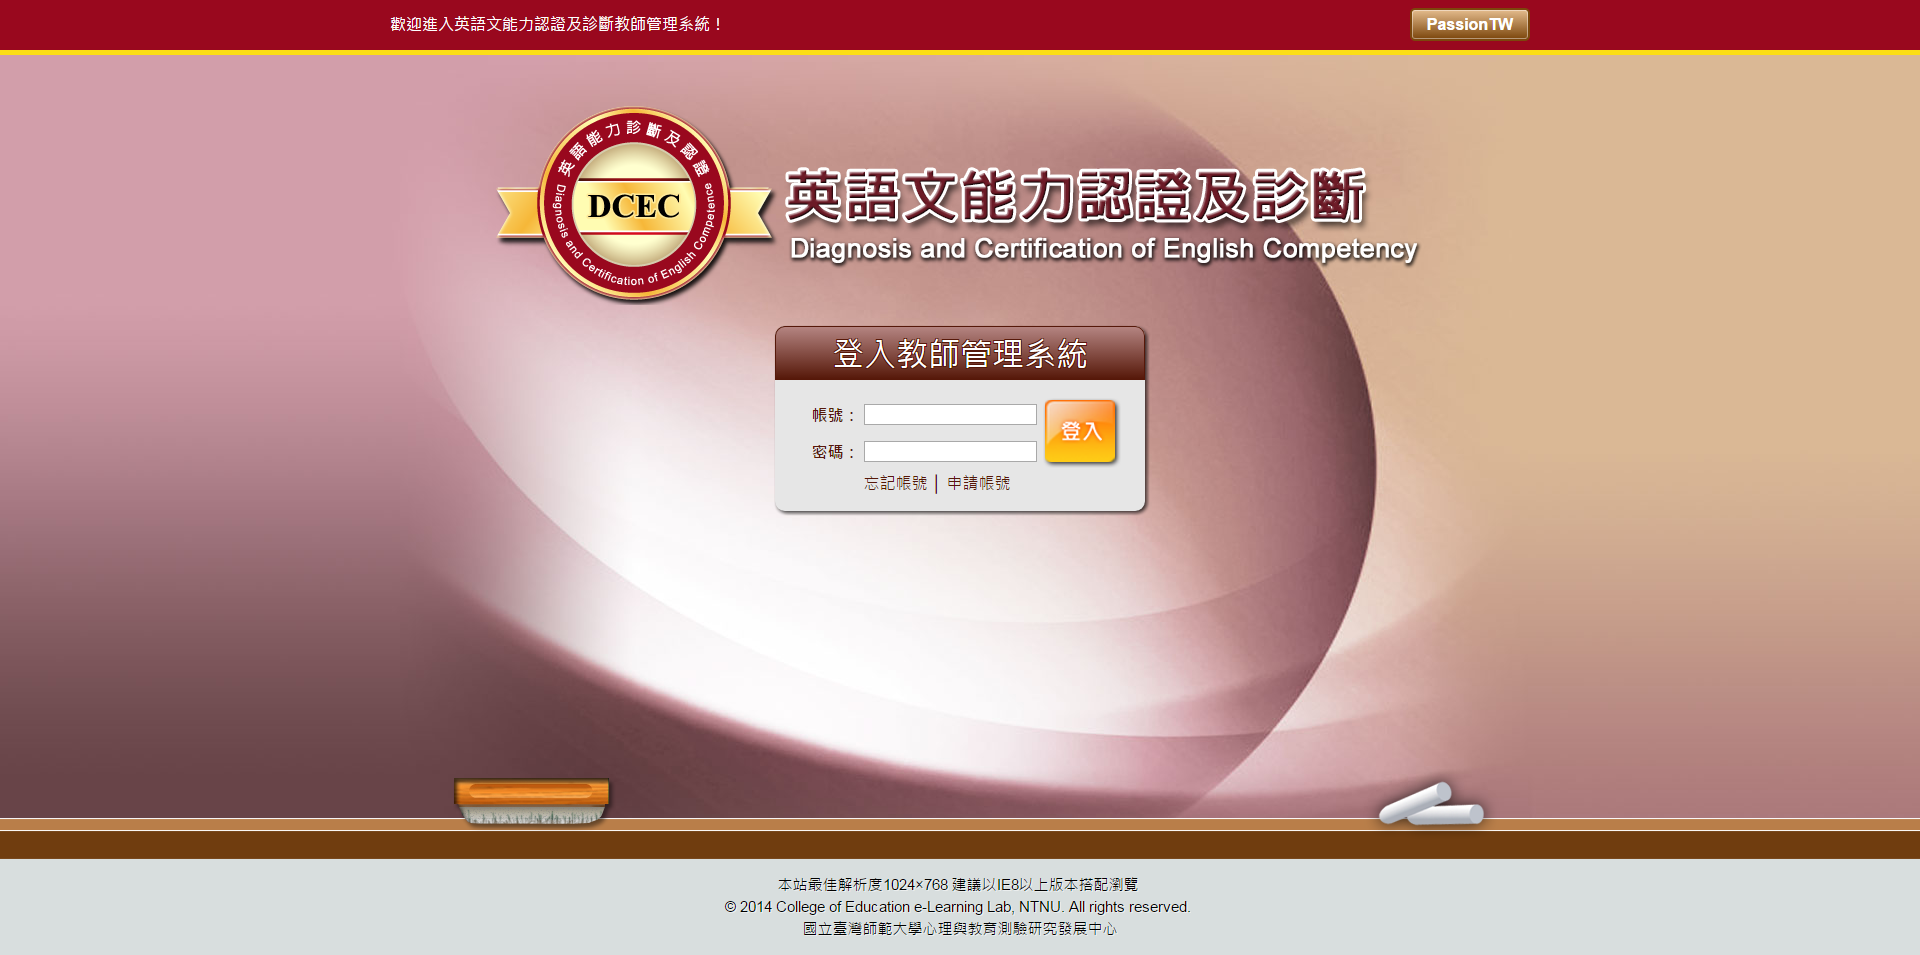 歡迎進入英語文能力認證及診斷教師管理系統！
PassionTW
英語能力診斷及認證
DCEC
Diagnosis and Certification of English Competence
英語文能力認證及診斷
Diagnosis and Certification of English Competency
登入教師管理系統
帳號：
密碼：
登入
忘記帳號│申請帳號
本站最佳解析度1024×768 建議以IE8以上版本搭配瀏覽
© 2014 College of Education e-Learning Lab, NTNU. All rights reserved.
國立臺灣師範大學心理與教育測驗研究發展中心